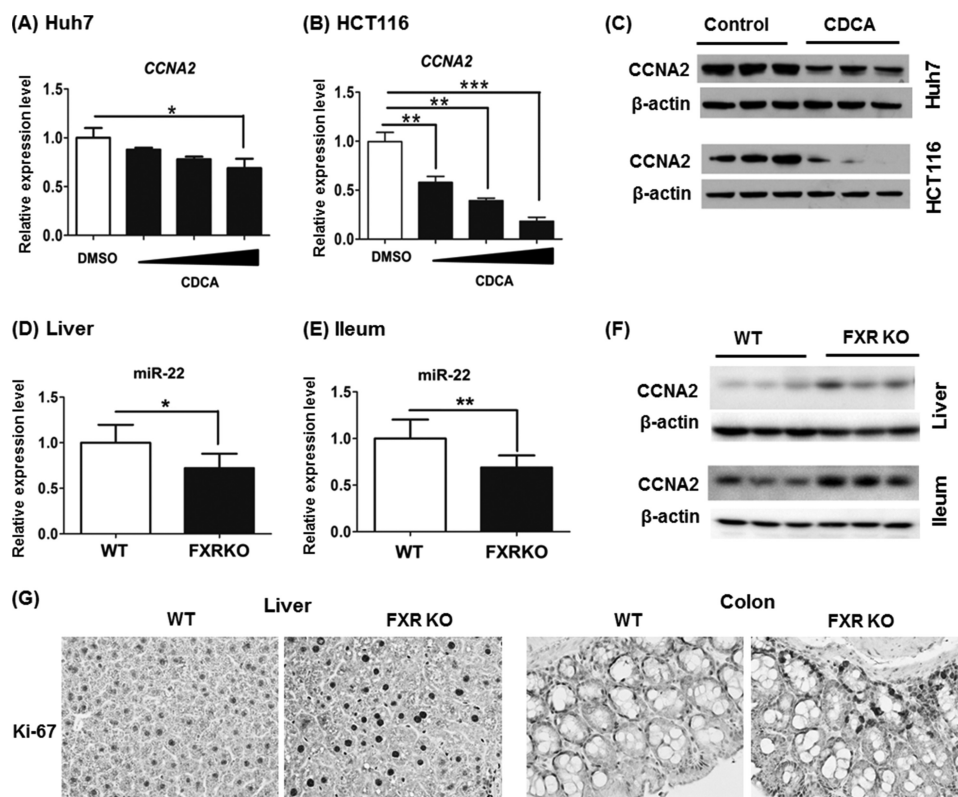 (A) Huh7
CCNA2
Relative expression level
1.5
1.0
0.5
0.0
*
DMSO
CDCA
(B) HCT116
CCNA2
Relative expression level
1.5
1.0
0.5
0.0
***
**
**
DMSO
CDCA
(C)
Control CDCA
CCNA2
β-actin
Huh7
CCNA2
β-actin
HCT116
(D) Liver
miR-22
Relative expression level
1.5
1.0
0.5
0.0
*
WT FXRKO
(E) Ileum
miR-22
Relative expression level
1.5
1.0
0.5
0.0
**
WT FXRKO
(F)
WT FXR KO
CCNA2
β-actin
Liver
CCNA2
β-actin
Ileum
(G)
Liver Colon
WT FXR KO WT FXR KO
Ki-67